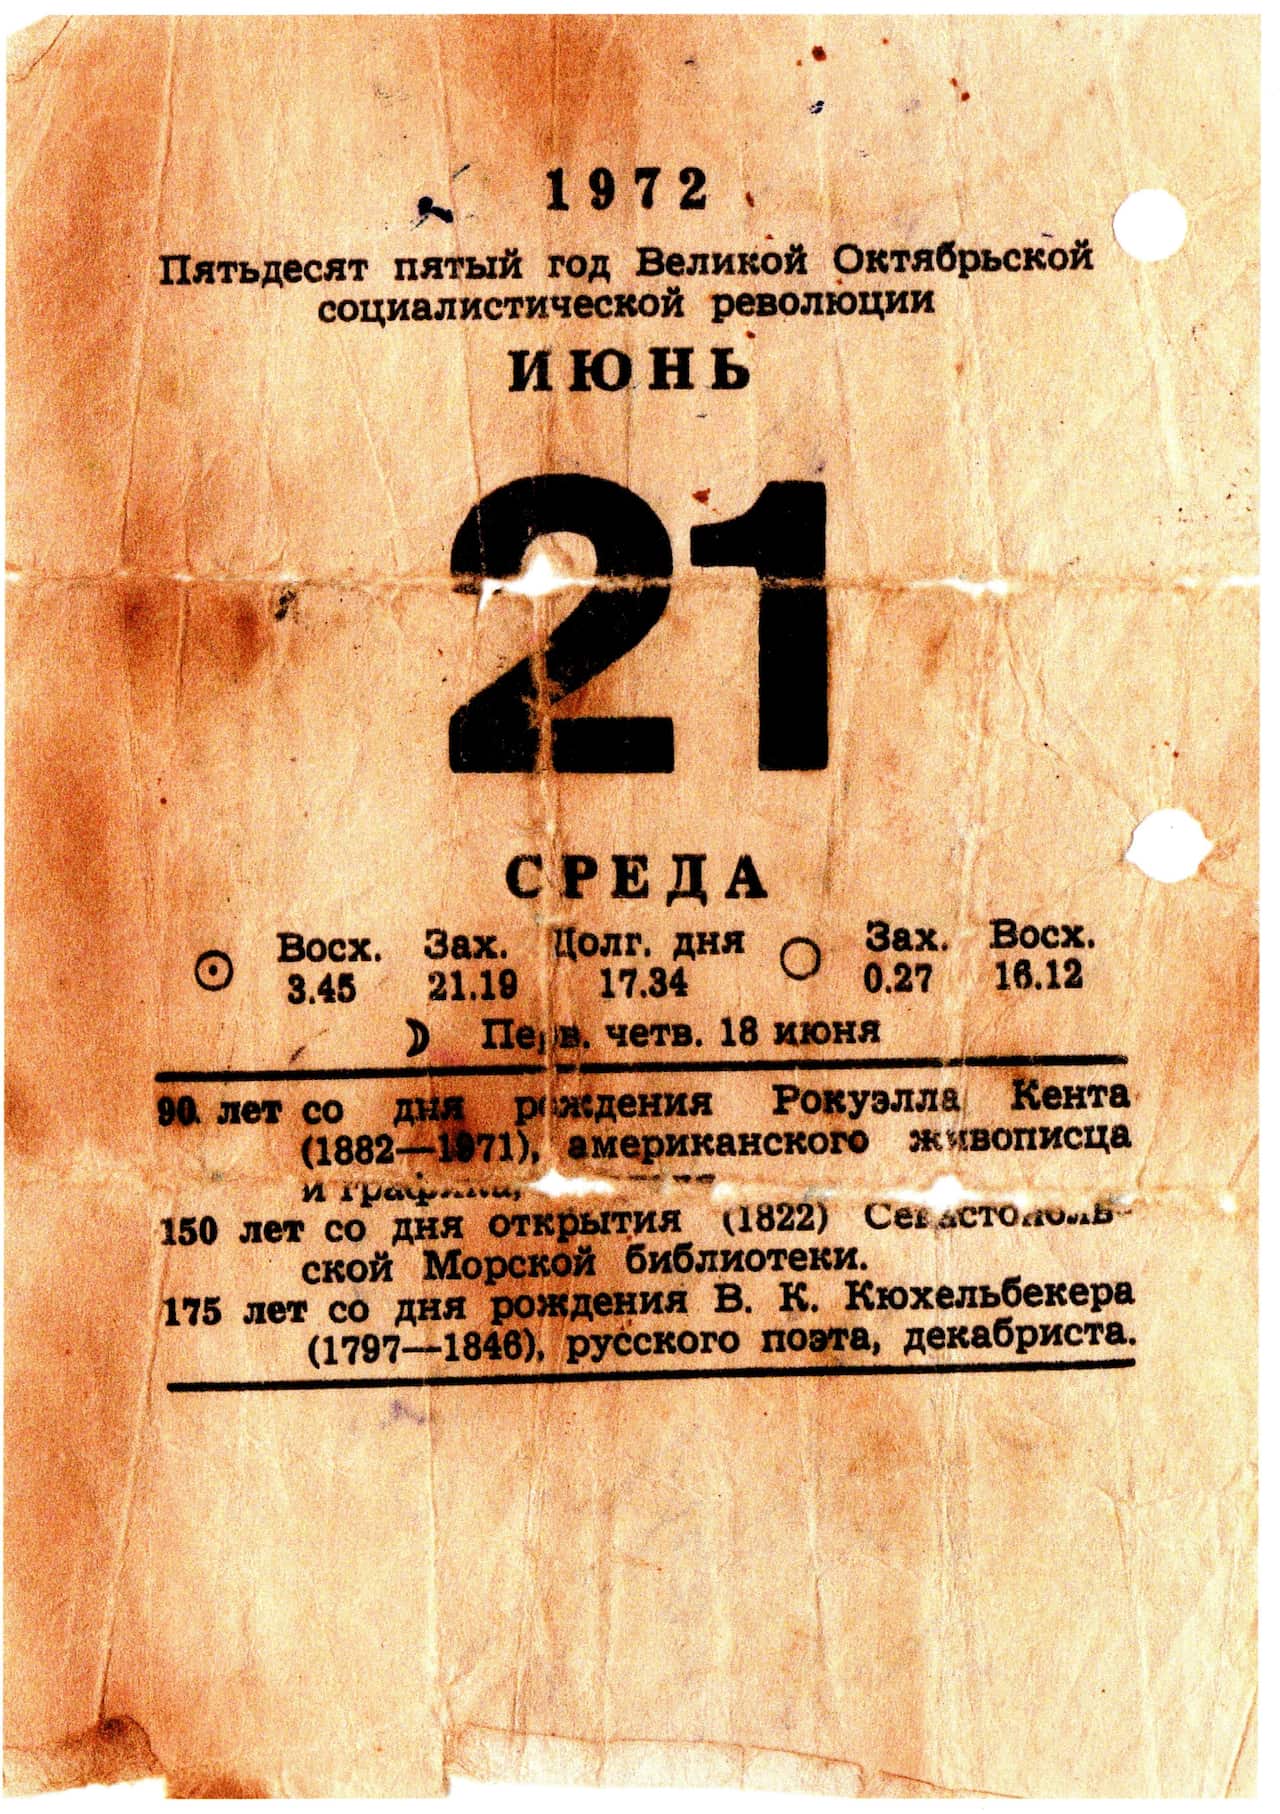 1972
Пятьдесят пятый год Великой Октябрьской
социалистической революции
ИЮНЬ
21
СРЕДА
Восх. Зах. Долг. дня Зах. Восх.
3.45 21.19 17.34 0.27 16.12
Перв. четв. 18 июня
90 лет со дня рождения Рокуэлла Кента
(1882—1971), американского живописца
и графика,
150 лет со дня открытия (1822) Севастополь-
ской Морской библиотеки.
175 лет со дня рождения В. К. Кюхельбекера
(1797—1846), русского поэта, декабриста.